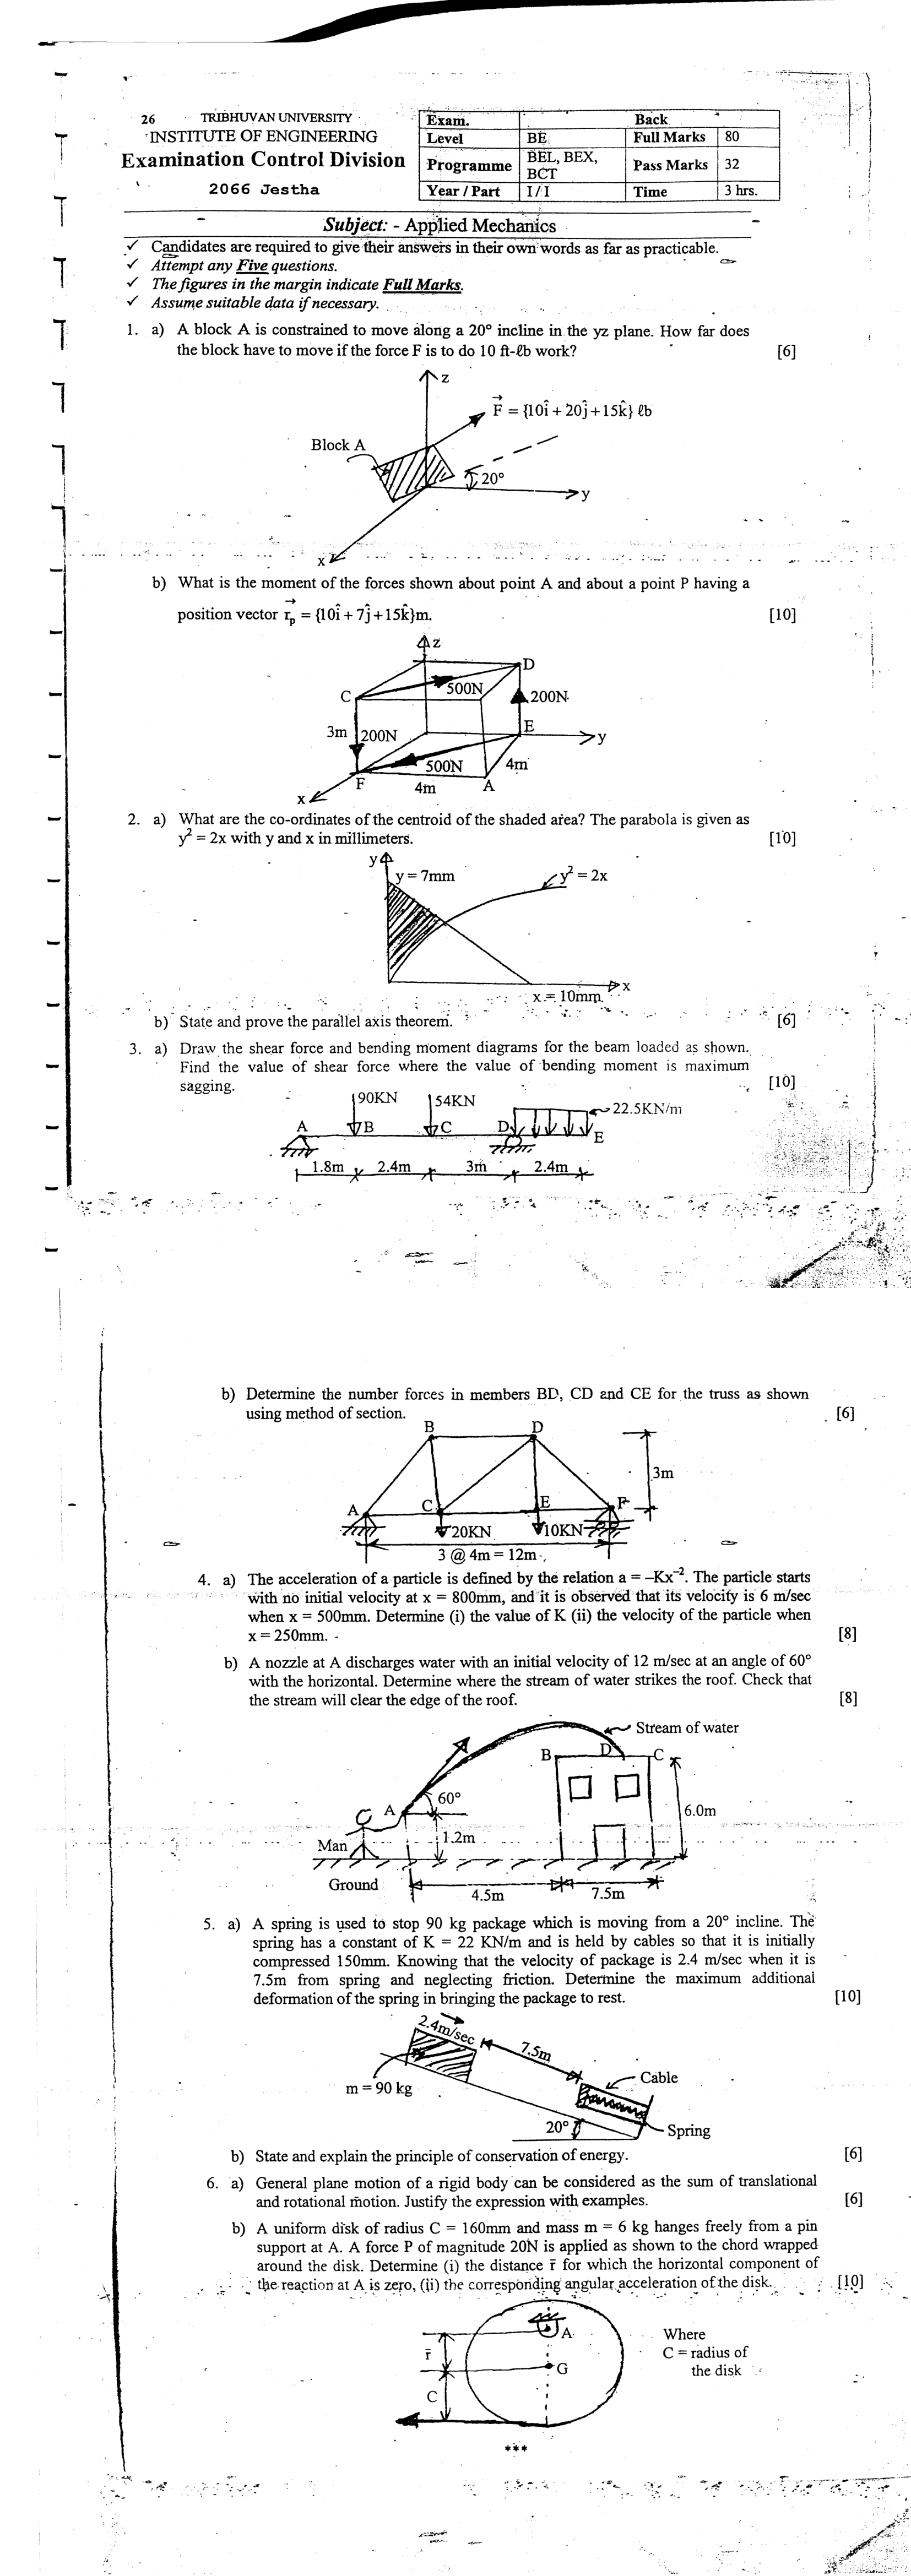 26 TRIBHUVAN UNIVERSITY
INSTITUTE OF ENGINEERING
Examination Control Division
2066 Jestha
Exam. Back
Level BE Full Marks 80
Programme BEL, BEX, BCT Pass Marks 32
Year / Part I / I Time 3 hrs.
Subject: - Applied Mechanics
✓ Candidates are required to give their answers in their own words as far as practicable.
✓ Attempt any Five questions.
✓ The figures in the margin indicate Full Marks.
✓ Assume suitable data if necessary.
1. a) A block A is constrained to move along a 20° incline in the yz plane. How far does
the block have to move if the force F is to do 10 ft-ℓb work? [6]
z
F⃗ = {10î + 20ĵ + 15k̂} ℓb
Block A
20°
y
x
b) What is the moment of the forces shown about point A and about a point P having a
position vector r⃗p = {10î + 7ĵ + 15k̂}m. [10]
z
D
C 500N 200N
3m 200N E y
500N 4m
F 4m A
x
2. a) What are the co-ordinates of the centroid of the shaded area? The parabola is given as
y² = 2x with y and x in millimeters. [10]
y
y = 7mm y² = 2x
x
x = 10mm
b) State and prove the parallel axis theorem. [6]
3. a) Draw the shear force and bending moment diagrams for the beam loaded as shown.
Find the value of shear force where the value of bending moment is maximum
sagging. [10]
90KN 54KN 22.5KN/m
A B C D E
1.8m 2.4m 3m 2.4m
b) Determine the number forces in members BD, CD and CE for the truss as shown
using method of section. [6]
B D
3m
A C E F
20KN 10KN
3 @ 4m = 12m
4. a) The acceleration of a particle is defined by the relation a = –Kx⁻². The particle starts
with no initial velocity at x = 800mm, and it is observed that its velocity is 6 m/sec
when x = 500mm. Determine (i) the value of K (ii) the velocity of the particle when
x = 250mm. [8]
b) A nozzle at A discharges water with an initial velocity of 12 m/sec at an angle of 60°
with the horizontal. Determine where the stream of water strikes the roof. Check that
the stream will clear the edge of the roof. [8]
Stream of water
B D C
A 60°
6.0m
Man 1.2m
Ground
4.5m 7.5m
5. a) A spring is used to stop 90 kg package which is moving from a 20° incline. The
spring has a constant of K = 22 KN/m and is held by cables so that it is initially
compressed 150mm. Knowing that the velocity of package is 2.4 m/sec when it is
7.5m from spring and neglecting friction. Determine the maximum additional
deformation of the spring in bringing the package to rest. [10]
2.4m/sec
7.5m
Cable
m = 90 kg
20° Spring
b) State and explain the principle of conservation of energy. [6]
6. a) General plane motion of a rigid body can be considered as the sum of translational
and rotational motion. Justify the expression with examples. [6]
b) A uniform disk of radius C = 160mm and mass m = 6 kg hanges freely from a pin
support at A. A force P of magnitude 20N is applied as shown to the chord wrapped
around the disk. Determine (i) the distance r̄ for which the horizontal component of
the reaction at A is zero, (ii) the corresponding angular acceleration of the disk. [10]
A
r̄
G
C
Where
C = radius of
the disk
***